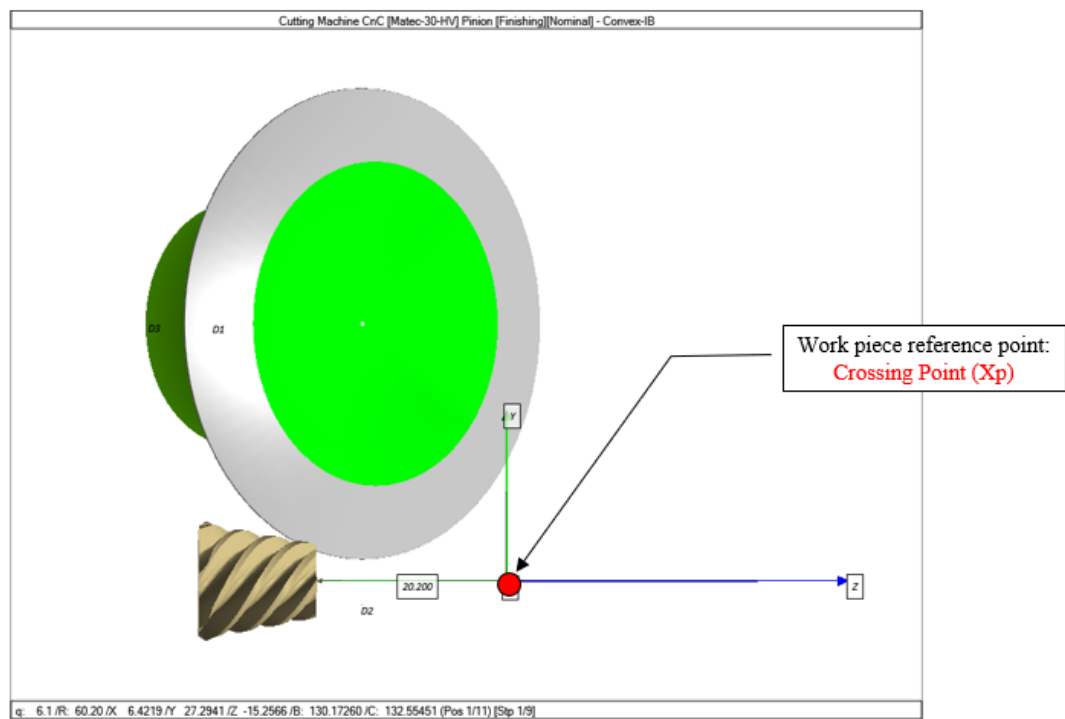 Cutting Machine CnC [Matec-30-HV] Pinion [Finishing][Nominal] - Convex-IB
D3
D1
Work piece reference point:
Crossing Point (Xp)
Y
20.200
Z
D2
q: 6.1 /R: 60.20 /X 6.4219 /Y 27.2941 /Z -15.2566 /B: 130.17260 /C: 132.55451 (Pos 1/11) [Stp 1/9]